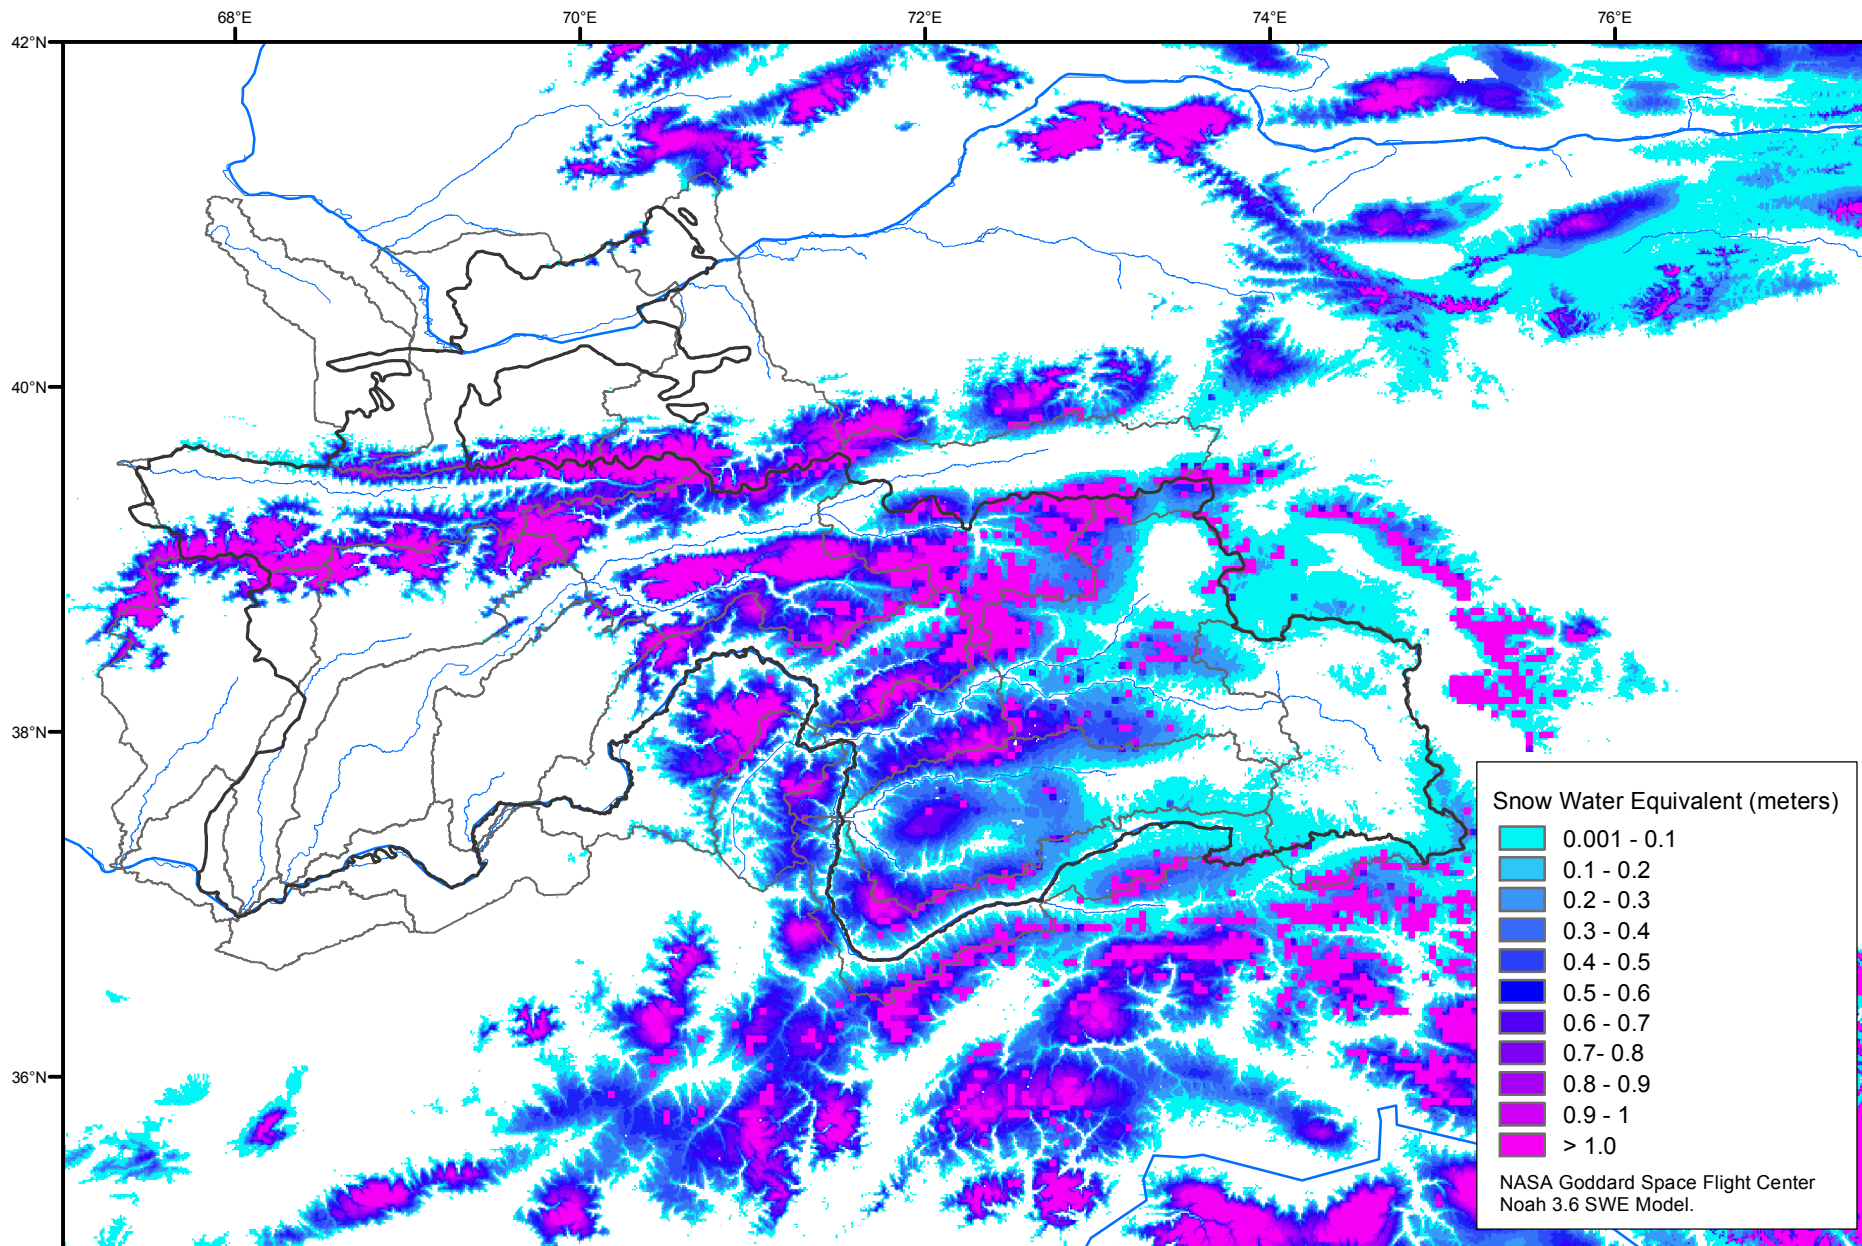 68°E 70°E 72°E 74°E 76°E
42°N
40°N
38°N
36°N
Snow Water Equivalent (meters)
0.001 - 0.1
0.1 - 0.2
0.2 - 0.3
0.3 - 0.4
0.4 - 0.5
0.5 - 0.6
0.6 - 0.7
0.7- 0.8
0.8 - 0.9
0.9 - 1
> 1.0
NASA Goddard Space Flight Center
Noah 3.6 SWE Model.